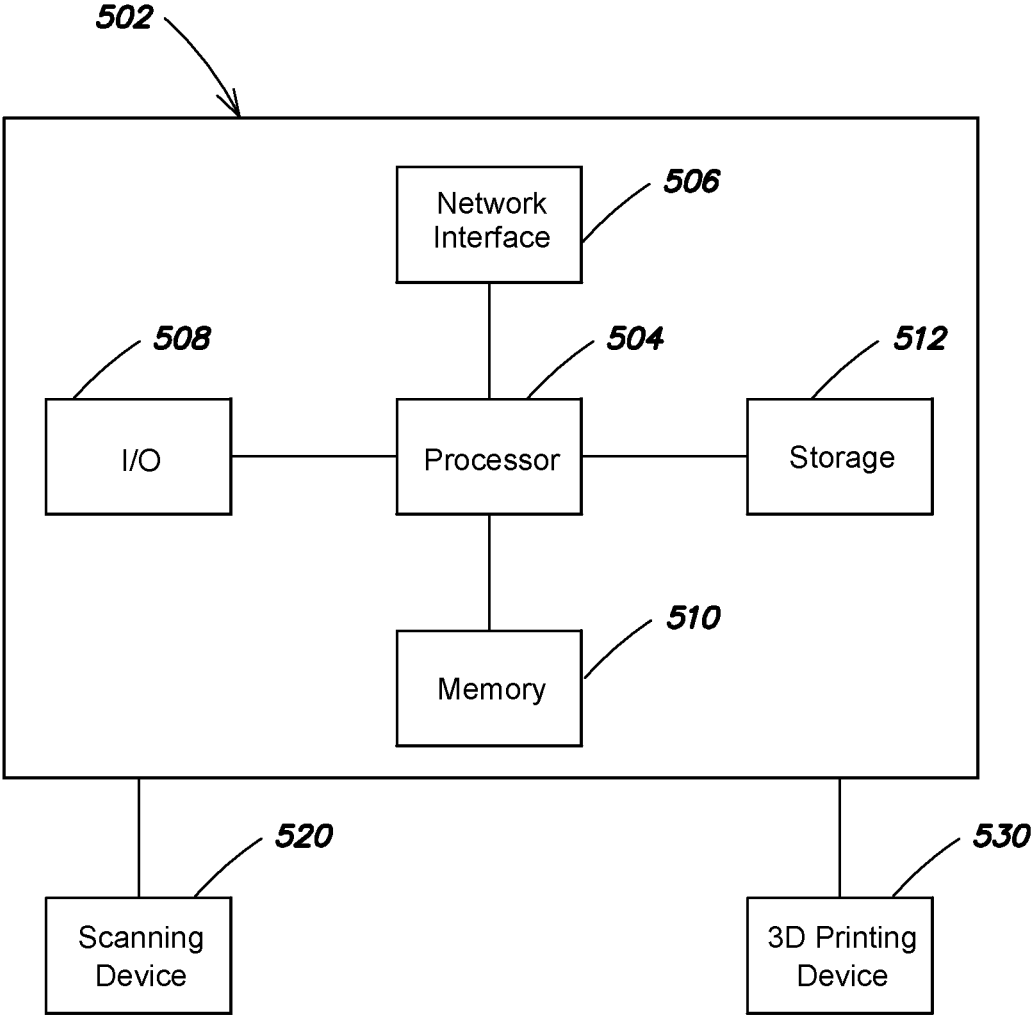 502
Network
Interface
506
508
504
512
I/O
Processor
Storage
510
Memory
520
530
Scanning
Device
3D Printing
Device